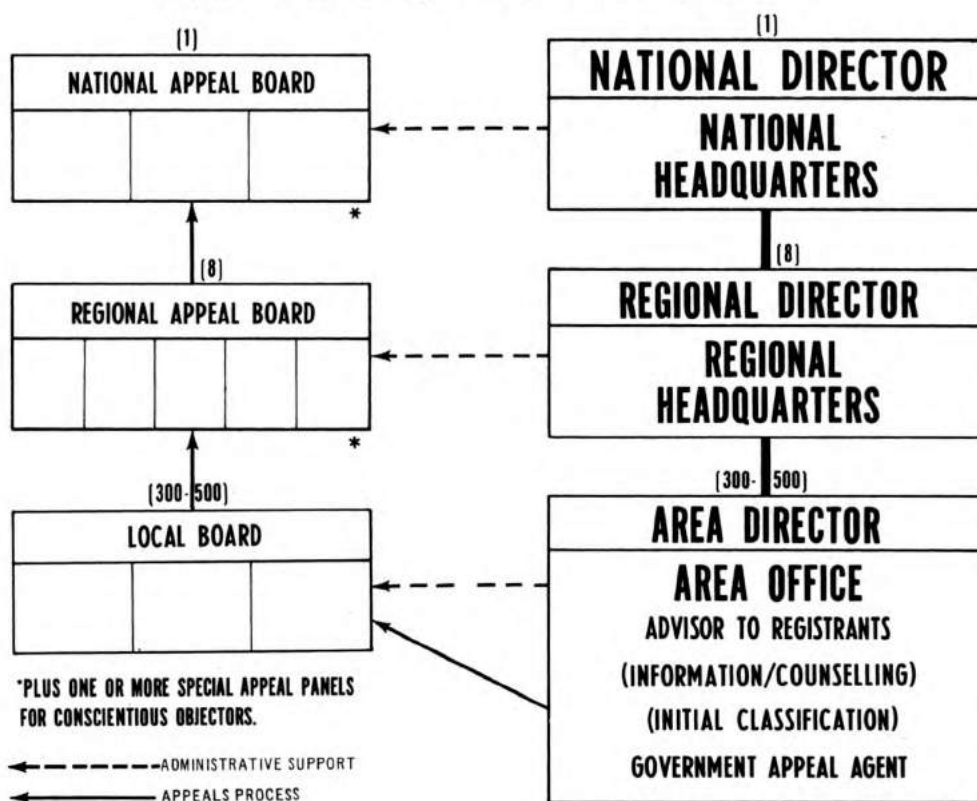 (1)
NATIONAL APPEAL BOARD
*
(8)
REGIONAL APPEAL BOARD
*
(300-500)
LOCAL BOARD
*PLUS ONE OR MORE SPECIAL APPEAL PANELS
FOR CONSCIENTIOUS OBJECTORS.
ADMINISTRATIVE SUPPORT
APPEALS PROCESS
(1)
NATIONAL DIRECTOR
NATIONAL
HEADQUARTERS
(8)
REGIONAL DIRECTOR
REGIONAL
HEADQUARTERS
(300-500)
AREA DIRECTOR
AREA OFFICE
ADVISOR TO REGISTRANTS
(INFORMATION/COUNSELLING)
(INITIAL CLASSIFICATION)
GOVERNMENT APPEAL AGENT